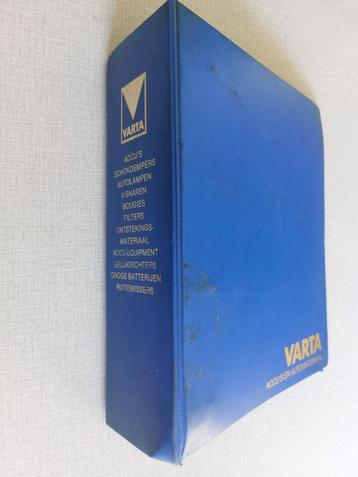 VARTA
ACCU'S
SCHOKDEMPERS
AUTOLAMPEN
V-SNAREN
BOUGIES
FILTERS
ONTSTEKINGS-
MATERIAAL
ACCU-EQUIPMENT
GELIJKRICHTERS
DROGE BATTERIJEN
RUITEWISSERS
VARTA
ACCU'S EN AUTOMATERIAAL